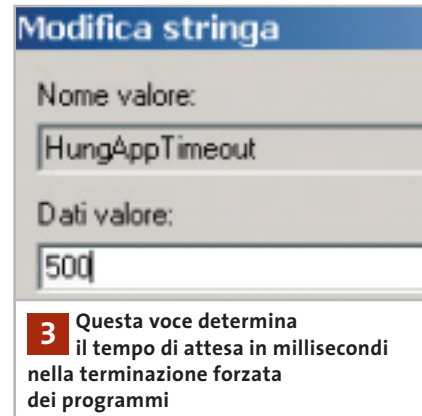 Modifica stringa
Nome valore:
HungAppTimeout
Dati valore:
500
3 Questa voce determina
il tempo di attesa in millisecondi
nella terminazione forzata
dei programmi